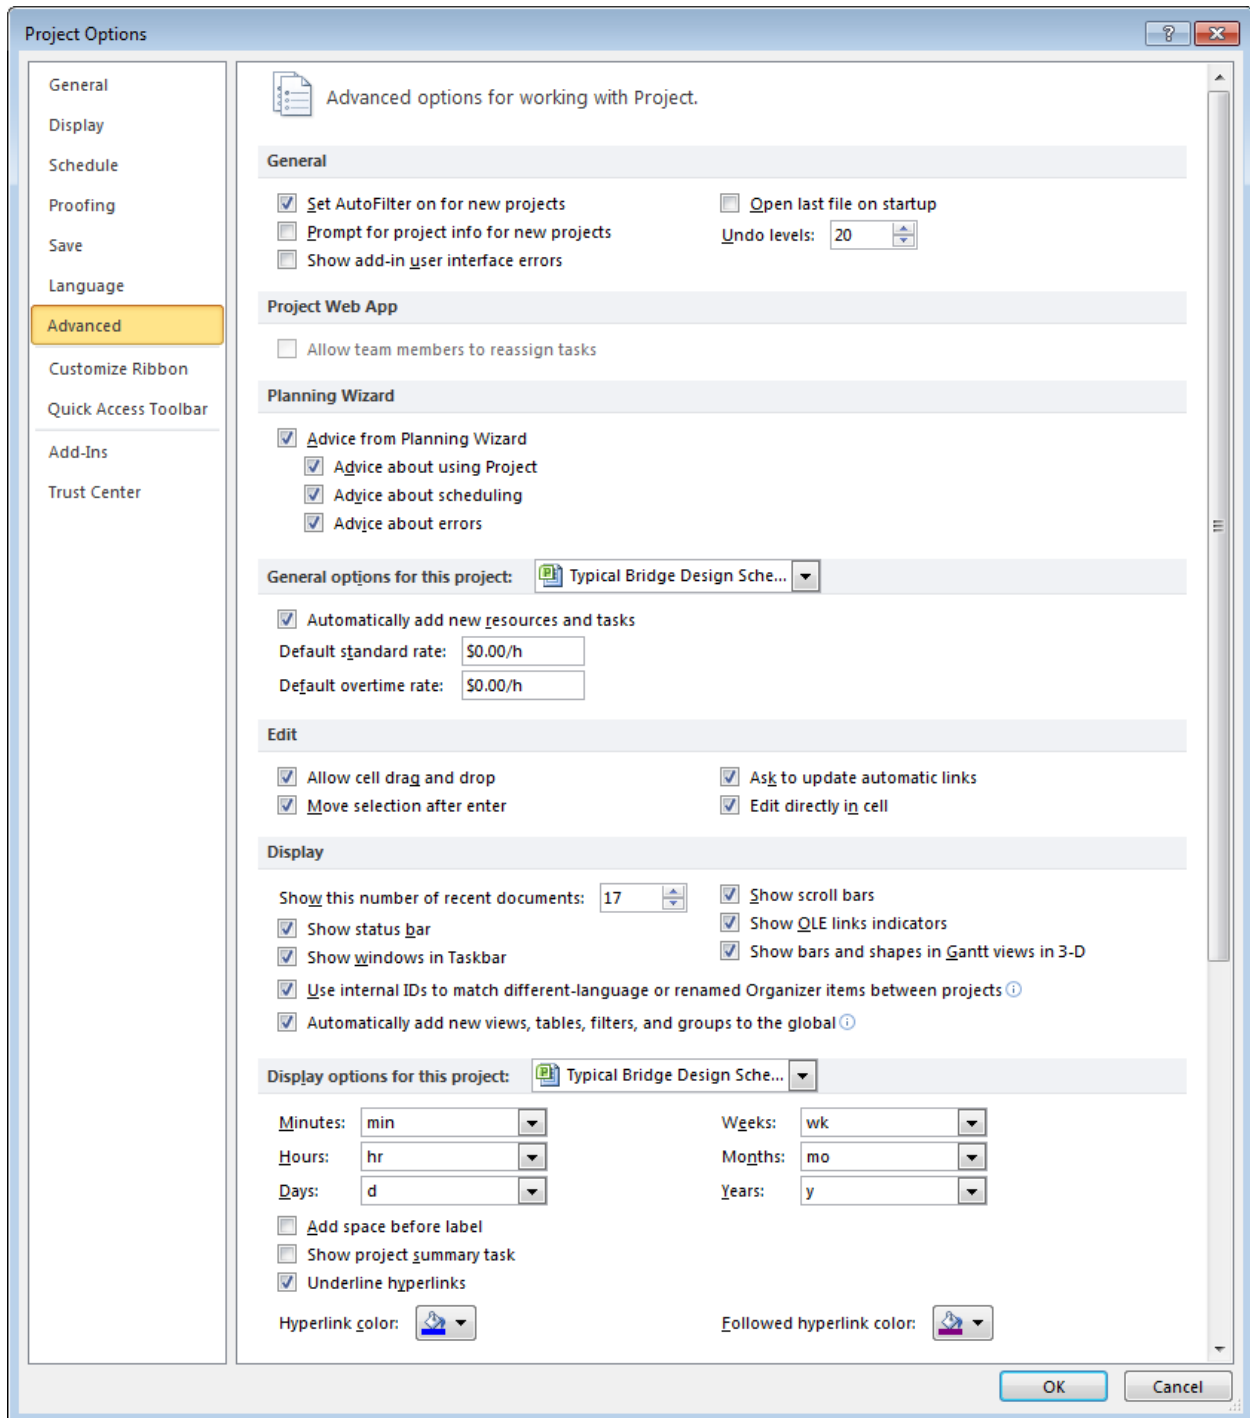 Project Options
General
Display
Schedule
Proofing
Save
Language
Advanced
Customize Ribbon
Quick Access Toolbar
Add-Ins
Trust Center
Advanced options for working with Project.
General
Set AutoFilter on for new projects
Open last file on startup
Prompt for project info for new projects
Undo levels: 20
Show add-in user interface errors
Project Web App
Allow team members to reassign tasks
Planning Wizard
Advice from Planning Wizard
Advice about using Project
Advice about scheduling
Advice about errors
General options for this project: Typical Bridge Design Sche...
Automatically add new resources and tasks
Default standard rate: $0.00/h
Default overtime rate: $0.00/h
Edit
Allow cell drag and drop
Ask to update automatic links
Move selection after enter
Edit directly in cell
Display
Show this number of recent documents: 17
Show scroll bars
Show status bar
Show OLE links indicators
Show windows in Taskbar
Show bars and shapes in Gantt views in 3-D
Use internal IDs to match different-language or renamed Organizer items between projects
Automatically add new views, tables, filters, and groups to the global
Display options for this project: Typical Bridge Design Sche...
Minutes: min
Weeks: wk
Hours: hr
Months: mo
Days: d
Years: y
Add space before label
Show project summary task
Underline hyperlinks
Hyperlink color:
Followed hyperlink color:
OK
Cancel